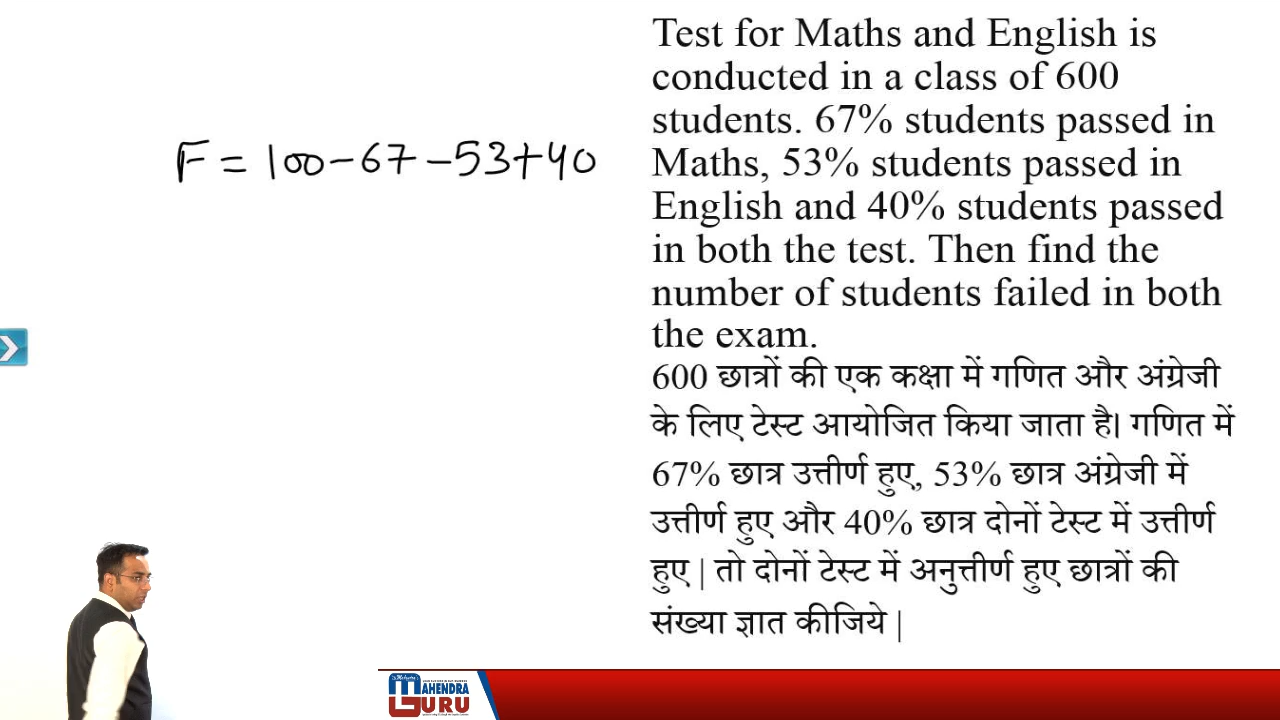 F = 100 - 67 - 53 + 40
Test for Maths and English is
conducted in a class of 600
students. 67% students passed in
Maths, 53% students passed in
English and 40% students passed
in both the test. Then find the
number of students failed in both
the exam.
600 छात्रों की एक कक्षा में गणित और अंग्रेजी
के लिए टेस्ट आयोजित किया जाता है। गणित में
67% छात्र उत्तीर्ण हुए, 53% छात्र अंग्रेजी में
उत्तीर्ण हुए और 40% छात्र दोनों टेस्ट में उत्तीर्ण
हुए | तो दोनों टेस्ट में अनुत्तीर्ण हुए छात्रों की
संख्या ज्ञात कीजिये |
MAHENDRA
GURU